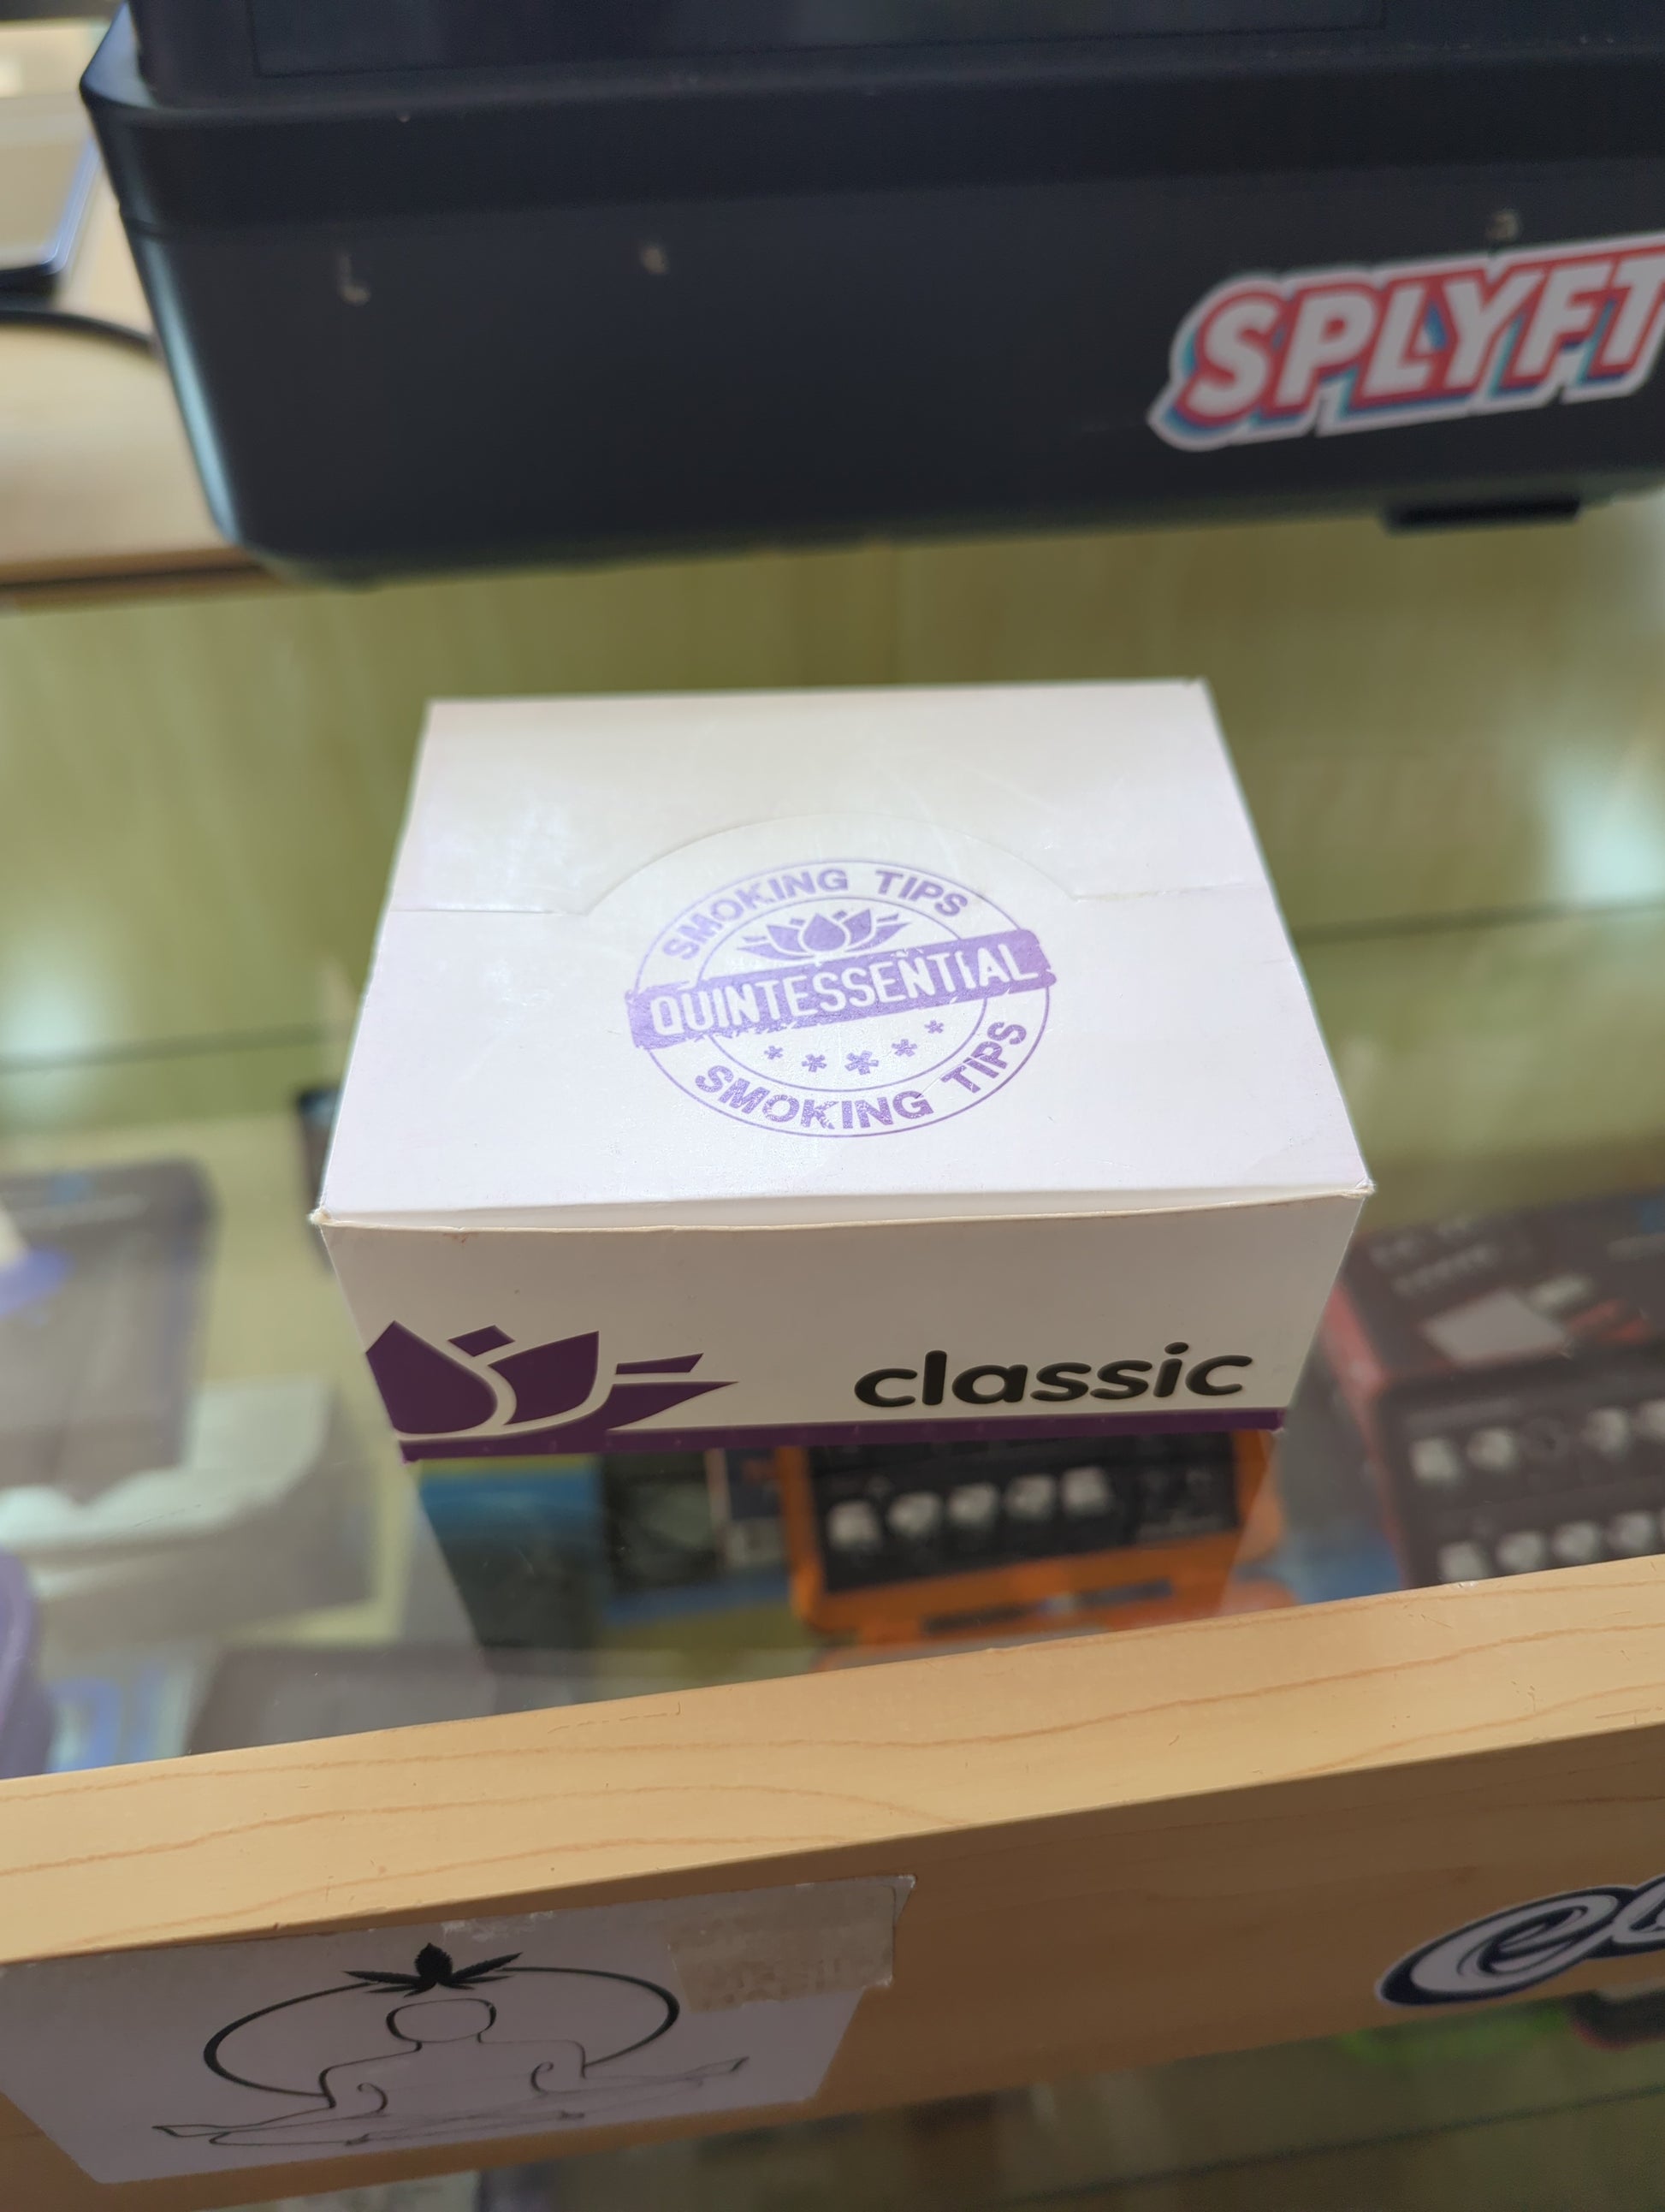 SPLYFT
SMOKING TIPS
QUINTESSENTIAL
SMOKING TIPS
classic